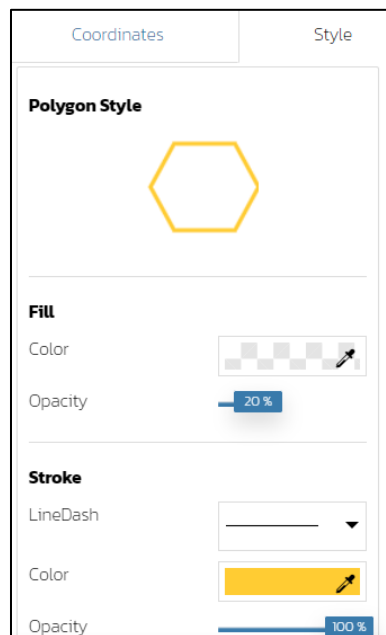 Coordinates Style
Polygon Style
Fill
Color
Opacity 20 %
Stroke
LineDash
Color
Opacity 100 %